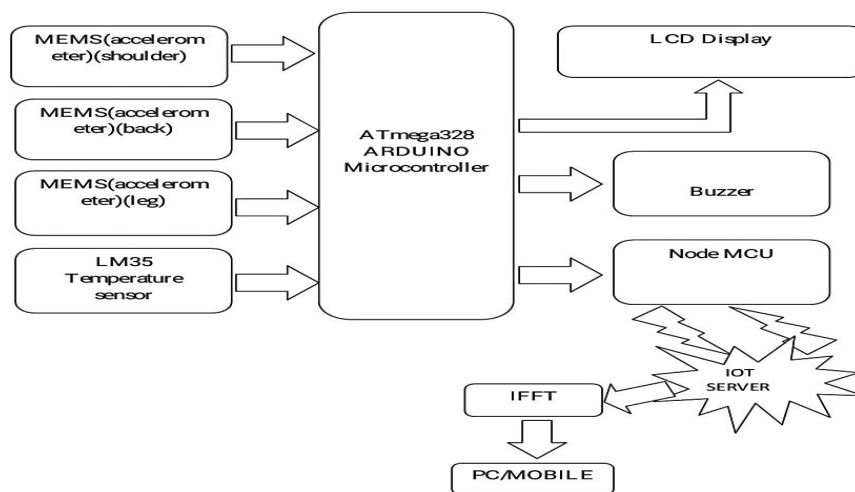 MEMS(accelerom
eter)(shoulder)
MEMS(accelerom
eter)(back)
MEMS(accelerom
eter)(leg)
LM35
Temperature
sensor
ATmega328
ARDUINO
Microcontroller
LCD Display
Buzzer
Node MCU
IOT
SERVER
IFFT
PC/MOBILE